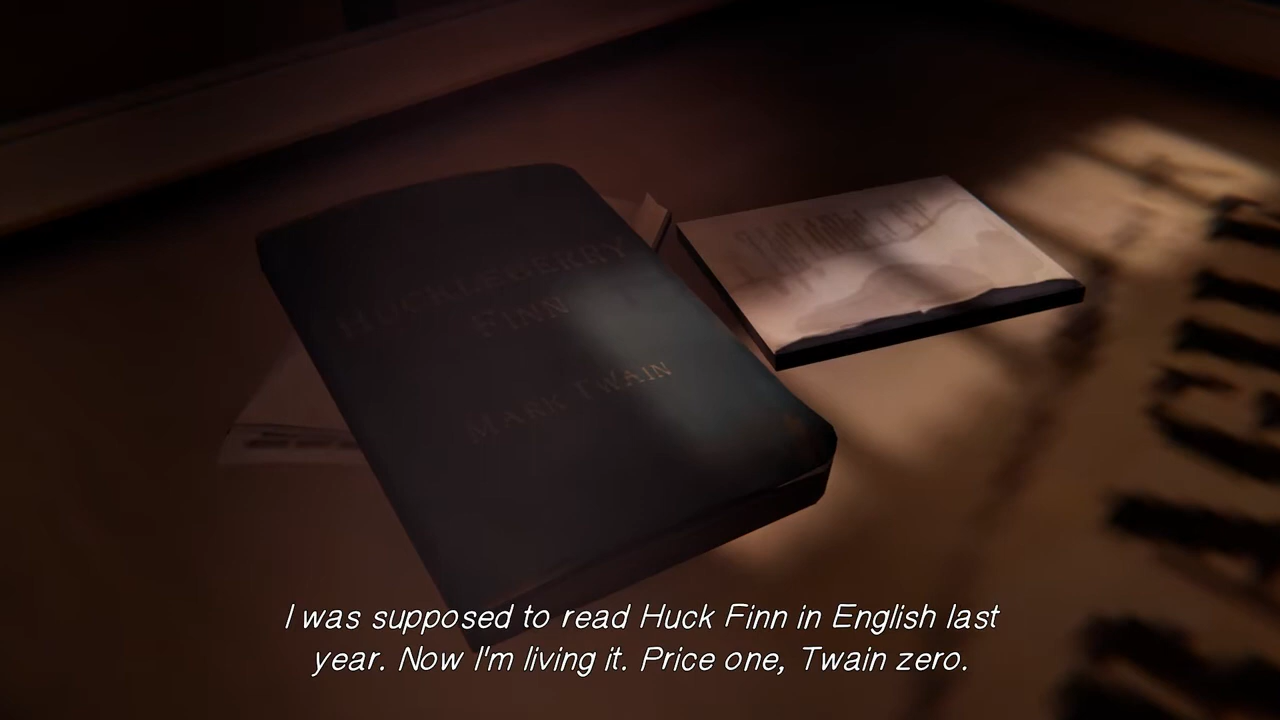 HUCKLEBERRY
FINN
MARK TWAIN
I was supposed to read Huck Finn in English last
year. Now I'm living it. Price one, Twain zero.